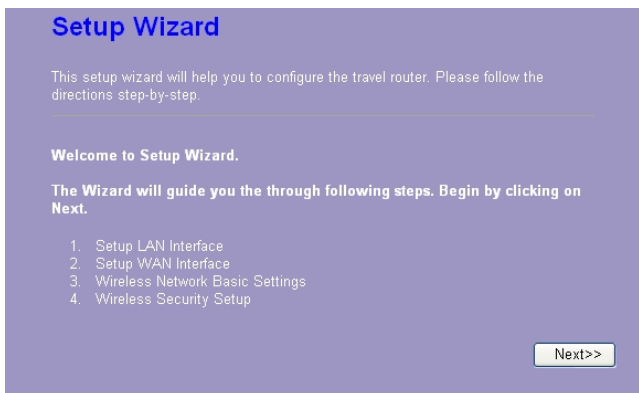 Setup Wizard
This setup wizard will help you to configure the travel router. Please follow the
directions step-by-step.
Welcome to Setup Wizard.
The Wizard will guide you the through following steps. Begin by clicking on
Next.
1. Setup LAN Interface
2. Setup WAN Interface
3. Wireless Network Basic Settings
4. Wireless Security Setup
Next>>